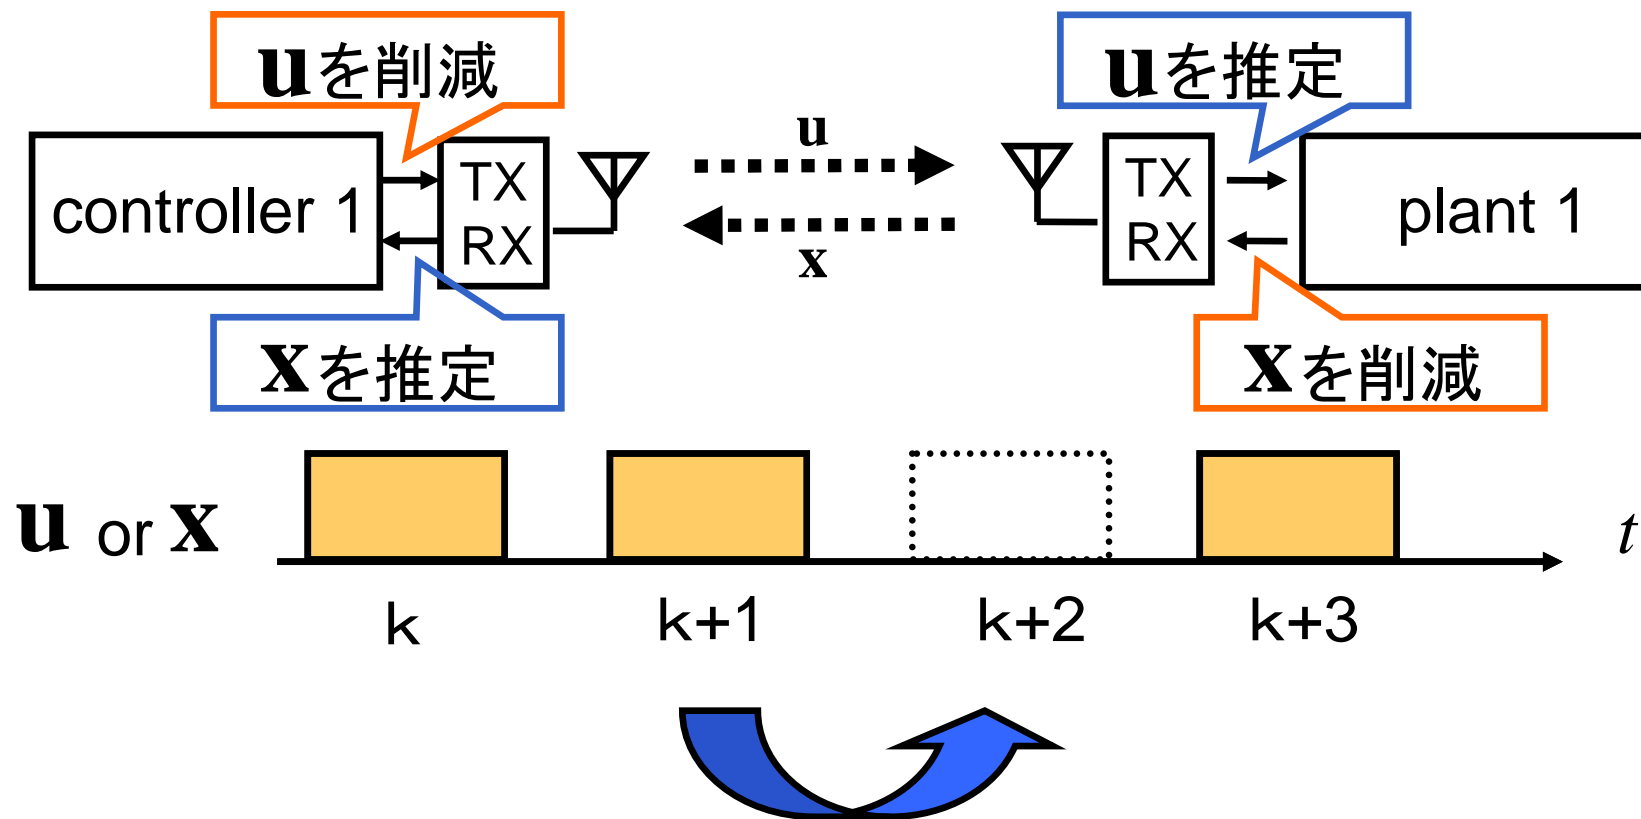 uを削減
uを推定
controller 1
TX
RX
u
x
TX
RX
plant 1
xを推定
xを削減
u or x
t
k
k+1
k+2
k+3